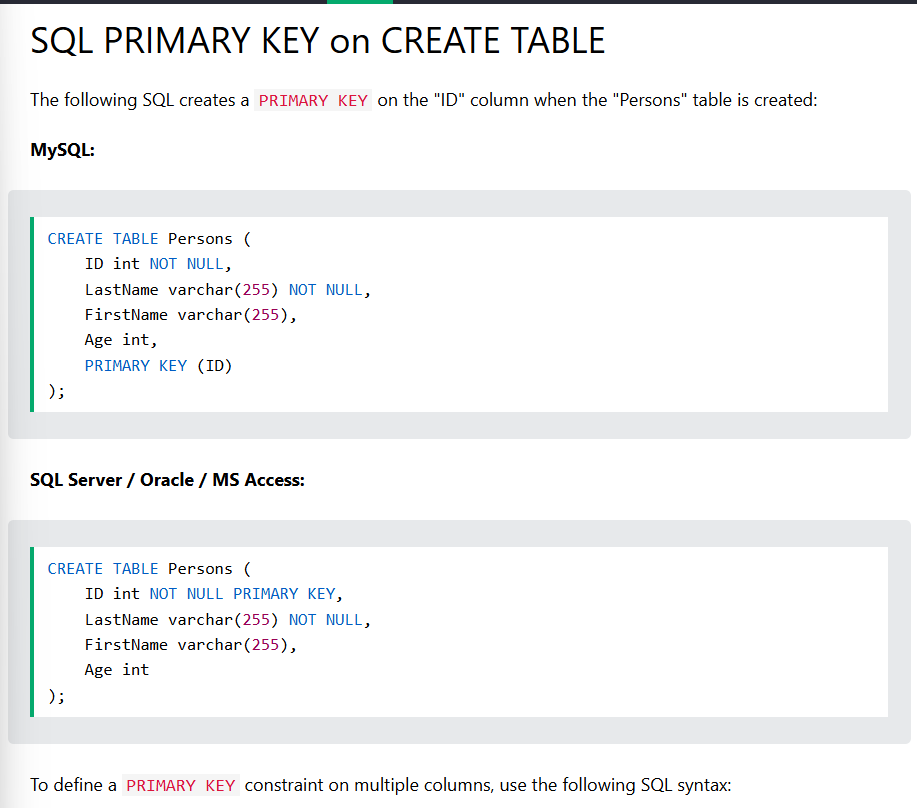 SQL PRIMARY KEY on CREATE TABLE
The following SQL creates a PRIMARY KEY on the "ID" column when the "Persons" table is created:
MySQL:
CREATE TABLE Persons (
    ID int NOT NULL,
    LastName varchar(255) NOT NULL,
    FirstName varchar(255),
    Age int,
    PRIMARY KEY (ID)
);
SQL Server / Oracle / MS Access:
CREATE TABLE Persons (
    ID int NOT NULL PRIMARY KEY,
    LastName varchar(255) NOT NULL,
    FirstName varchar(255),
    Age int
);
To define a PRIMARY KEY constraint on multiple columns, use the following SQL syntax: